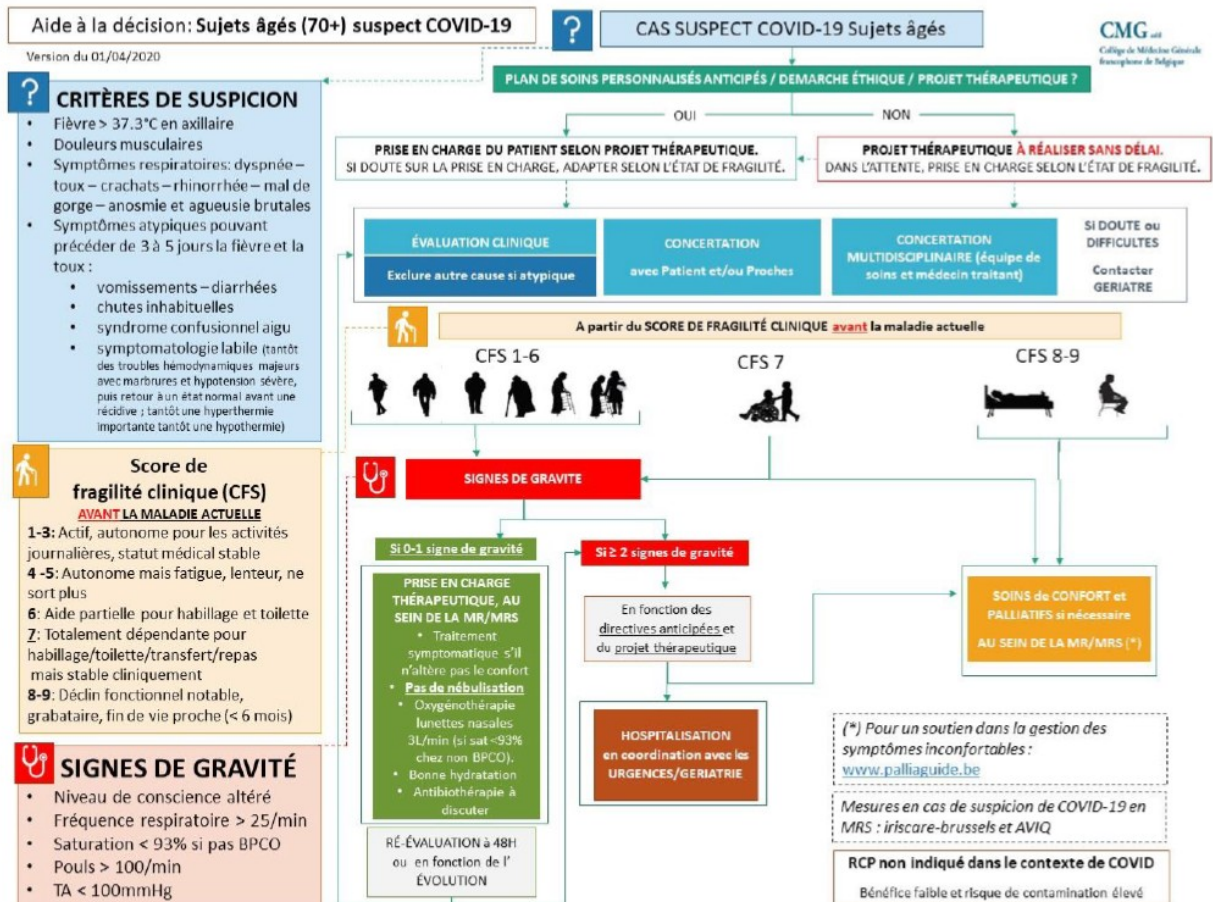 Aide à la décision: Sujets âgés (70+) suspect COVID-19
Version du 01/04/2020
?
CAS SUSPECT COVID-19 Sujets âgés
CMG asbl
Collège de Médecine Générale
francophone de Belgique
PLAN DE SOINS PERSONNALISÉS ANTICIPÉS / DEMARCHE ÉTHIQUE / PROJET THÉRAPEUTIQUE ?
OUI
NON
PRISE EN CHARGE DU PATIENT SELON PROJET THÉRAPEUTIQUE.
SI DOUTE SUR LA PRISE EN CHARGE, ADAPTER SELON L'ÉTAT DE FRAGILITÉ.
PROJET THÉRAPEUTIQUE À RÉALISER SANS DÉLAI.
DANS L'ATTENTE, PRISE EN CHARGE SELON L'ÉTAT DE FRAGILITÉ.
?
CRITÈRES DE SUSPICION
• Fièvre > 37.3°C en axillaire
• Douleurs musculaires
• Symptômes respiratoires: dyspnée –
toux – crachats – rhinorrhée – mal de
gorge – anosmie et agueusie brutales
• Symptômes atypiques pouvant
précéder de 3 à 5 jours la fièvre et la
toux :
• vomissements – diarrhées
• chutes inhabituelles
• syndrome confusionnel aigu
• symptomatologie labile (tantôt
des troubles hémodynamiques majeurs
avec marbrures et hypotension sévère,
puis retour à un état normal avant une
récidive ; tantôt une hyperthermie
importante tantôt une hypothermie)
ÉVALUATION CLINIQUE
Exclure autre cause si atypique
CONCERTATION
avec Patient et/ou Proches
CONCERTATION
MULTIDISCIPLINAIRE (équipe de
soins et médecin traitant)
Si DOUTE ou
DIFFICULTES
Contacter
GERIATRE
A partir du SCORE DE FRAGILITÉ CLINIQUE avant la maladie actuelle
CFS 1-6
CFS 7
CFS 8-9
Score de
fragilité clinique (CFS)
AVANT LA MALADIE ACTUELLE
1-3: Actif, autonome pour les activités
journalières, statut médical stable
4 -5: Autonome mais fatigue, lenteur, ne
sort plus
6: Aide partielle pour habillage et toilette
7: Totalement dépendante pour
habillage/toilette/transfert/repas
mais stable cliniquement
8-9: Déclin fonctionnel notable,
grabataire, fin de vie proche (< 6 mois)
SIGNES DE GRAVITE
Si 0-1 signe de gravité
Si ≥ 2 signes de gravité
PRISE EN CHARGE
THÉRAPEUTIQUE, AU
SEIN DE LA MR/MRS
• Traitement
symptomatique s'il
n'altère pas le confort
• Pas de nébulisation
• Oxygénothérapie
lunettes nasales
3L/min (si sat <93%
chez non BPCO).
• Bonne hydratation
• Antibiothérapie à
discuter
RÉ-ÉVALUATION à 48H
ou en fonction de l'
ÉVOLUTION
En fonction des
directives anticipées et
du projet thérapeutique
HOSPITALISATION
en coordination avec les
URGENCES/GERIATRIE
SOINS de CONFORT et
PALLIATIFS si nécessaire
AU SEIN DE LA MR/MRS (*)
(*) Pour un soutien dans la gestion des
symptômes inconfortables :
www.palliaguide.be
Mesures en cas de suspicion de COVID-19 en
MRS : iriscare-brussels et AVIQ
RCP non indiqué dans le contexte de COVID
Bénéfice faible et risque de contamination élevé
SIGNES DE GRAVITÉ
• Niveau de conscience altéré
• Fréquence respiratoire > 25/min
• Saturation < 93% si pas BPCO
• Pouls > 100/min
• TA < 100mmHg